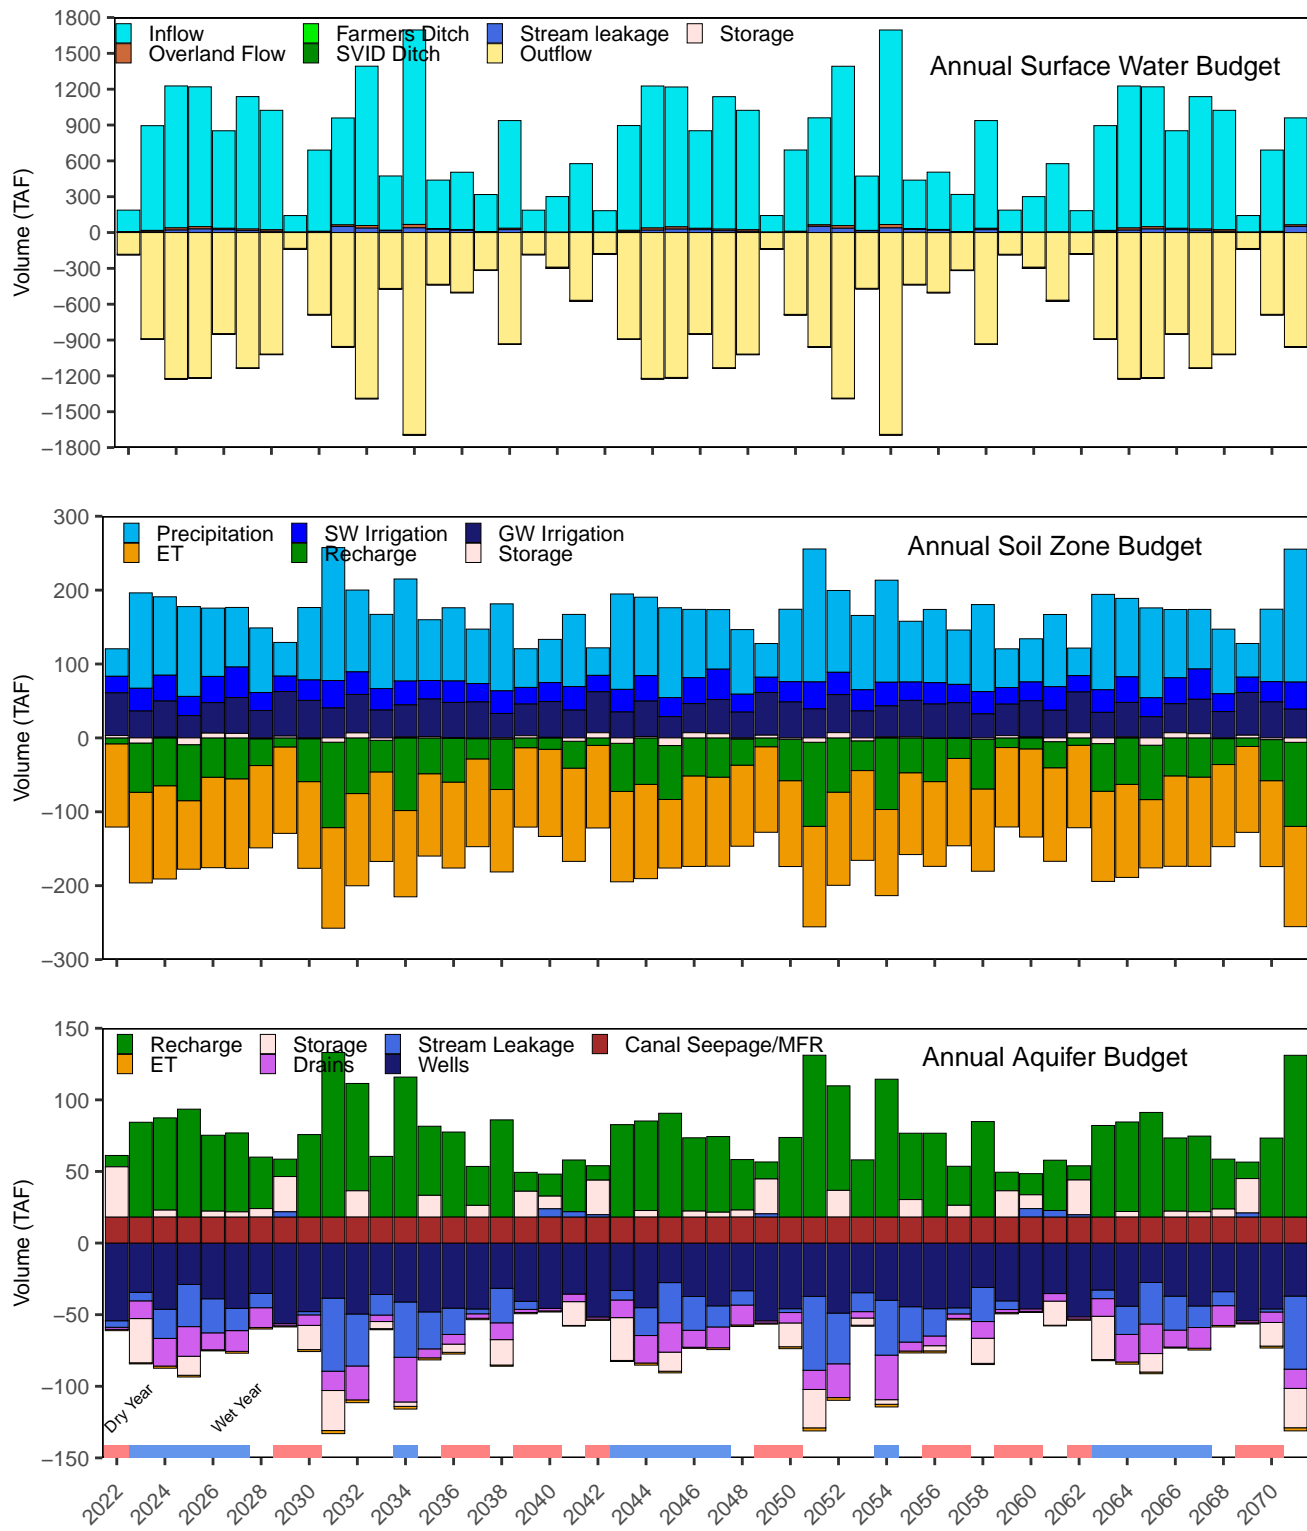 1800
1500
1200
900
600
300
0
−300
−600
−900
−1200
−1500
−1800
Volume (TAF)
Inflow Farmers Ditch Stream leakage Storage
Overland Flow SVID Ditch Outflow
Annual Surface Water Budget
300
200
100
0
−100
−200
−300
Precipitation SW Irrigation GW Irrigation
ET Recharge Storage
Annual Soil Zone Budget
150
100
50
0
−50
−100
−150
Volume (TAF)
Recharge Storage Stream Leakage Canal Seepage/MFR
ET Drains Wells
Annual Aquifer Budget
Dry Year Wet Year
2022 2024 2026 2028 2030 2032 2034 2036 2038 2040 2042 2044 2046 2048 2050 2052 2054 2056 2058 2060 2062 2064 2066 2068 2070